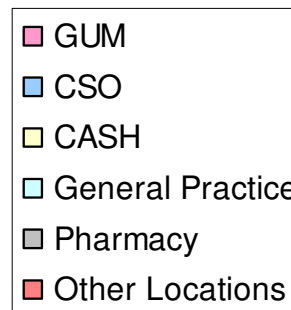 GUM
CSO
CASH
General Practice
Pharmacy
Other Locations